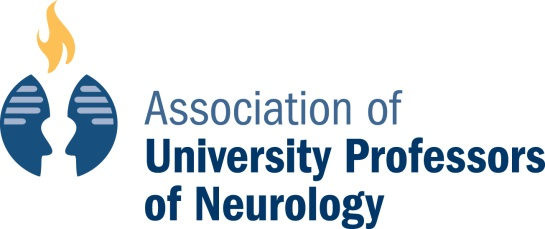 Association of
University Professors
of Neurology